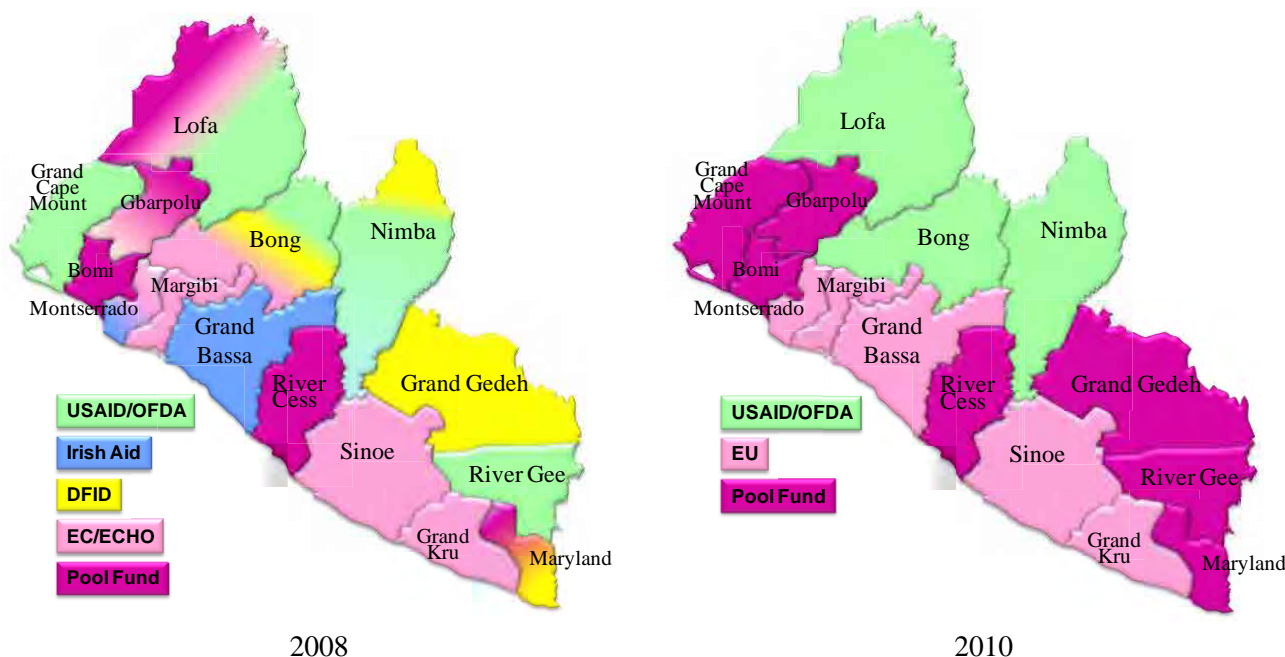 Lofa
Grand
Cape
Mount
Gbarpolu
Bong
Nimba
Bomi
Margibi
Montserrado
Grand
Bassa
River
Cess
Grand Gedeh
Sinoe
River Gee
Grand
Kru
Maryland
USAID/OFDA
Irish Aid
DFID
EC/ECHO
Pool Fund
2008
Lofa
Grand
Cape
Mount
Gbarpolu
Bong
Nimba
Bomi
Margibi
Montserrado
Grand
Bassa
River
Cess
Grand Gedeh
Sinoe
River Gee
Grand
Kru
Maryland
USAID/OFDA
EU
Pool Fund
2010